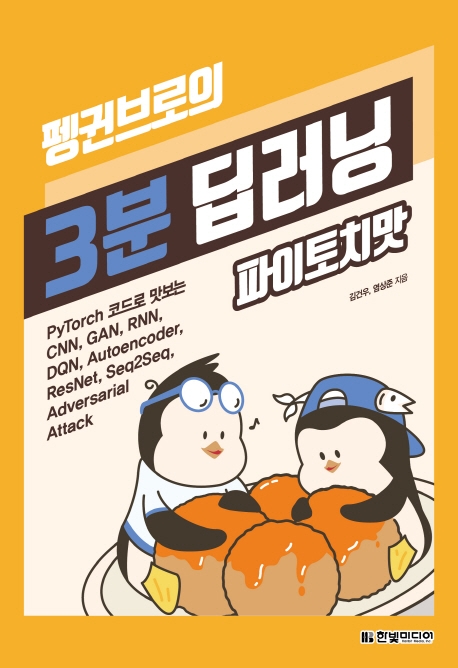 펭귄브로의
3분 딥러닝
파이토치맛
김건우, 염상준 지음
PyTorch 코드로 맛보는
CNN, GAN, RNN,
DQN, Autoencoder,
ResNet, Seq2Seq,
Adversarial
Attack
한빛미디어